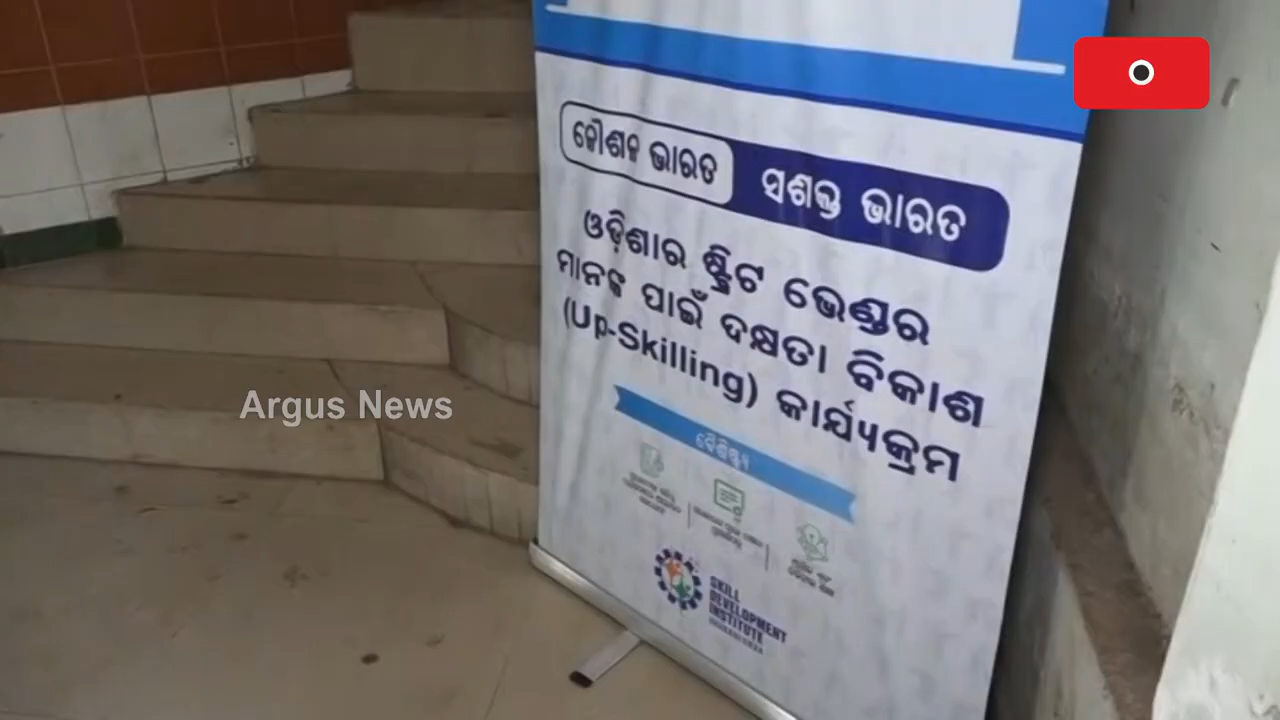 କୌଶଳ ଭାରତ ସଶକ୍ତ ଭାରତ
ଓଡ଼ିଶାର ଷ୍ଟ୍ରିଟ ଭେଣ୍ଡର
ମାନଙ୍କ ପାଇଁ ଦକ୍ଷତା ବିକାଶ
(Up-Skilling) କାର୍ଯ୍ୟକ୍ରମ
Argus News
ବୈଶିଷ୍ଟ୍ୟ
SKILL
DEVELOPMENT
INSTITUTE